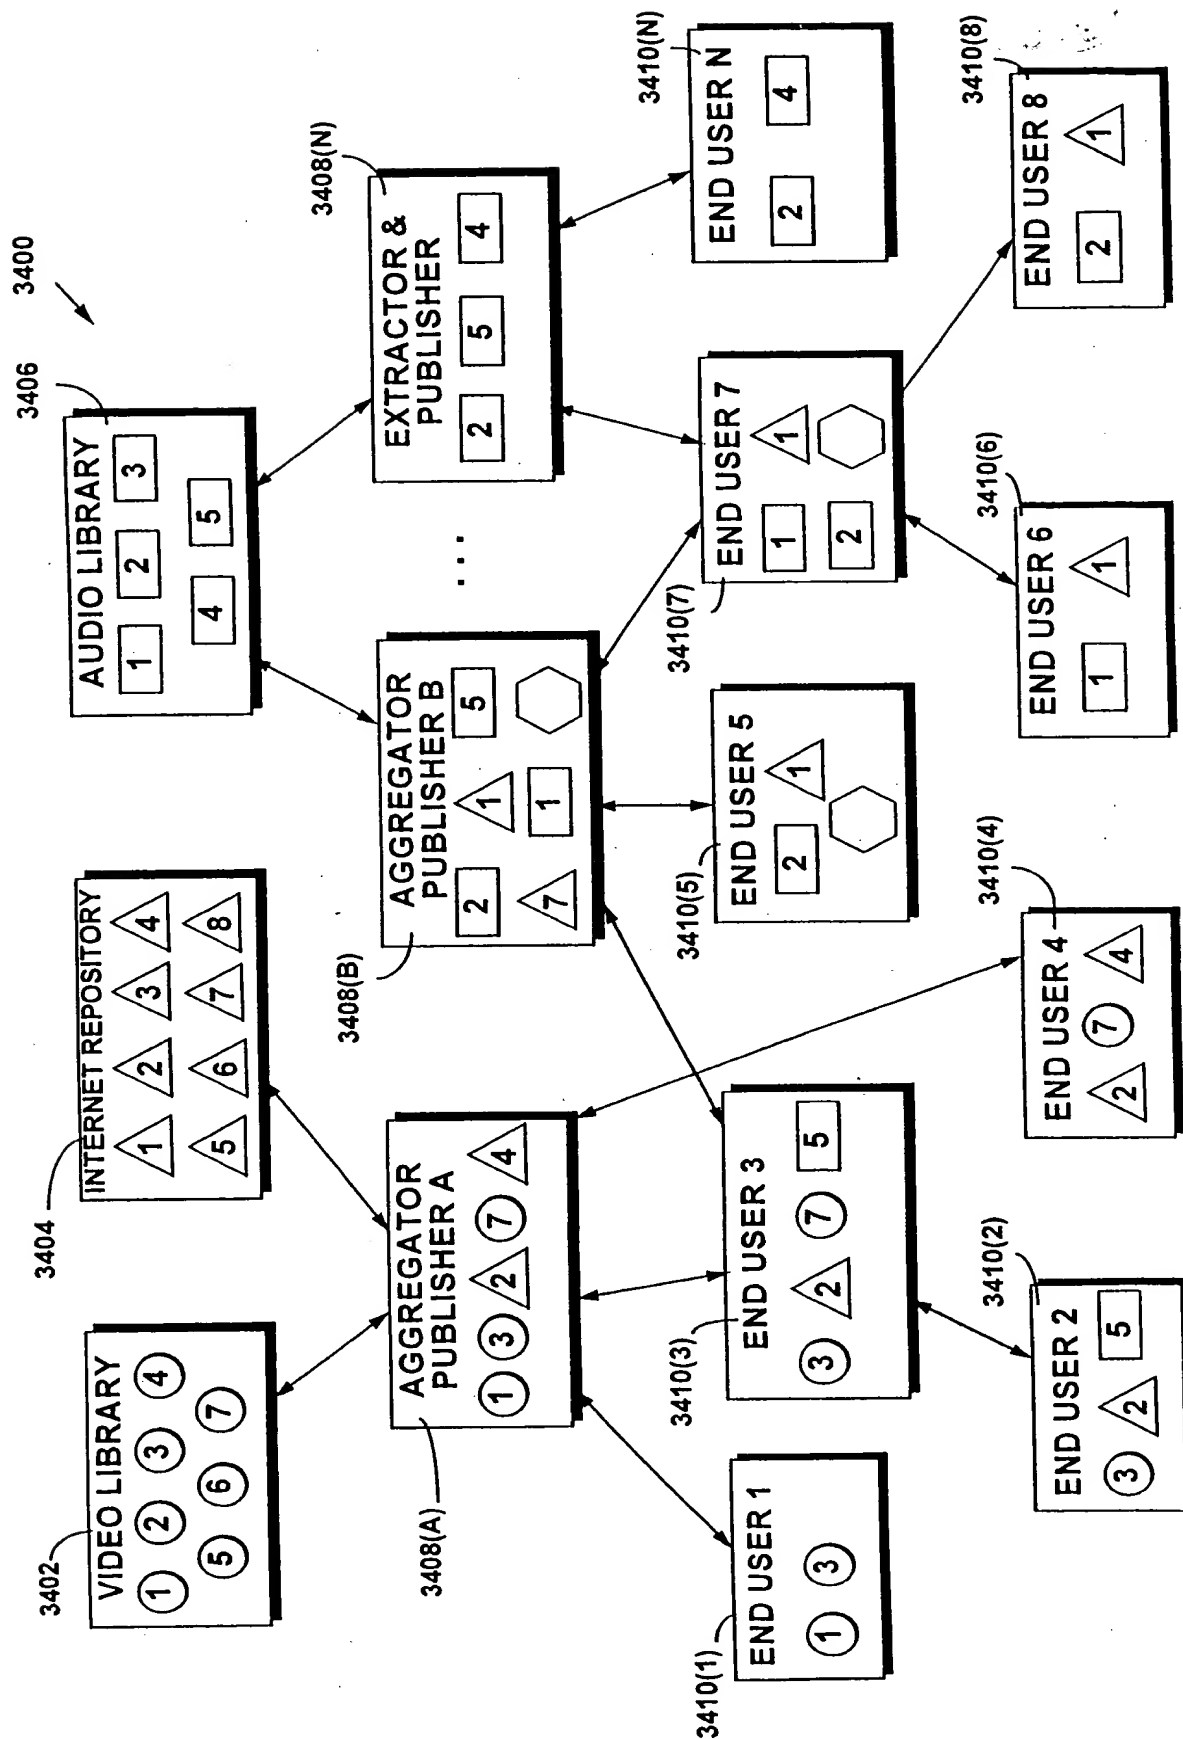 3400
3402
VIDEO LIBRARY
1 2 3 4
5 6 7
3404
INTERNET REPOSITORY
1 2 3 4
5 6 7 8
3406
AUDIO LIBRARY
1 2 3
4 5
3408(A)
AGGREGATOR
PUBLISHER A
1 3 2 7 4
3408(B)
AGGREGATOR
PUBLISHER B
2 1 5
7 1
...
3408(N)
EXTRACTOR &
PUBLISHER
2 5 4
3410(1)
END USER 1
1 3
3410(3)
END USER 3
3 2 7 5
3410(5)
END USER 5
2 1
3410(7)
END USER 7
1 1
2
3410(N)
END USER N
2 4
3410(2)
END USER 2
3 2 5
3410(4)
END USER 4
2 7 4
3410(6)
END USER 6
1 1
3410(8)
END USER 8
2 1